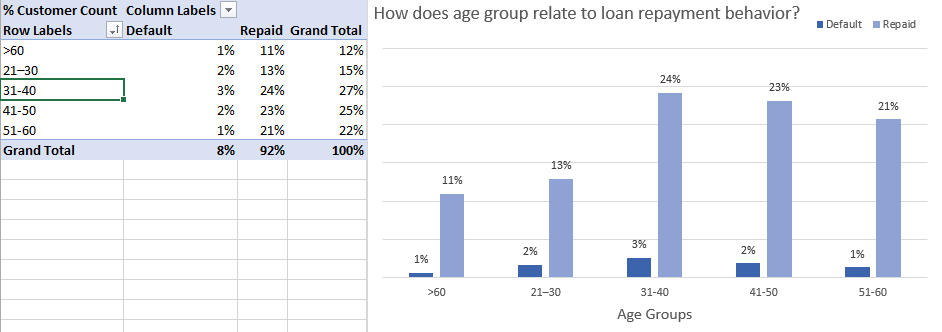 % Customer Count Column Labels
Row Labels Default Repaid Grand Total
>60 1% 11% 12%
21–30 2% 13% 15%
31-40 3% 24% 27%
41-50 2% 23% 25%
51-60 1% 21% 22%
Grand Total 8% 92% 100%
How does age group relate to loan repayment behavior?
Default Repaid
24%
23%
21%
13%
11%
3%
2%
2%
1%
1%
>60 21–30 31-40 41-50 51-60
Age Groups